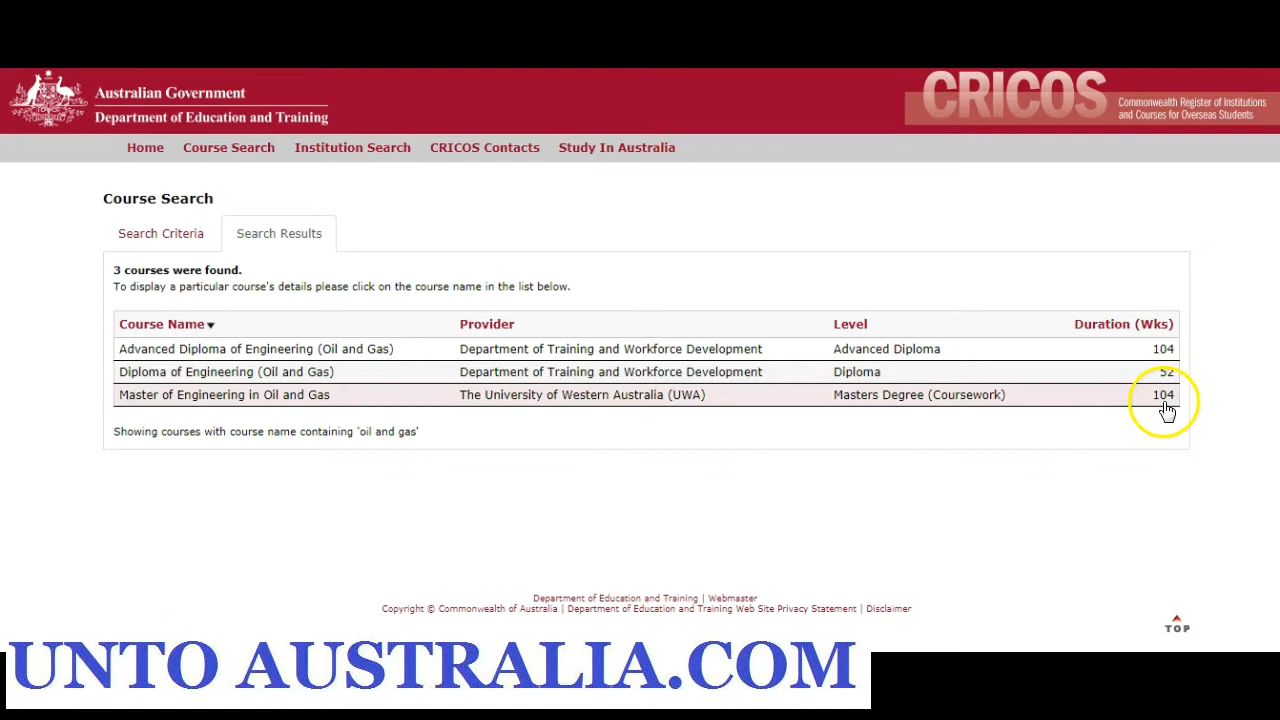 Australian Government
Department of Education and Training
CRICOS
Commonwealth Register of Institutions
and Courses for Overseas Students
Home Course Search Institution Search CRICOS Contacts Study In Australia
Course Search
Search Criteria Search Results
3 courses were found.
To display a particular course's details please click on the course name in the list below.
Course Name Provider Level Duration (Wks)
Advanced Diploma of Engineering (Oil and Gas) Department of Training and Workforce Development Advanced Diploma 104
Diploma of Engineering (Oil and Gas) Department of Training and Workforce Development Diploma 52
Master of Engineering in Oil and Gas The University of Western Australia (UWA) Masters Degree (Coursework) 104
Showing courses with course name containing 'oil and gas'
Department of Education and Training | Webmaster
Copyright © Commonwealth of Australia | Department of Education and Training Web Site Privacy Statement | Disclaimer
TOP
UNTO AUSTRALIA.COM